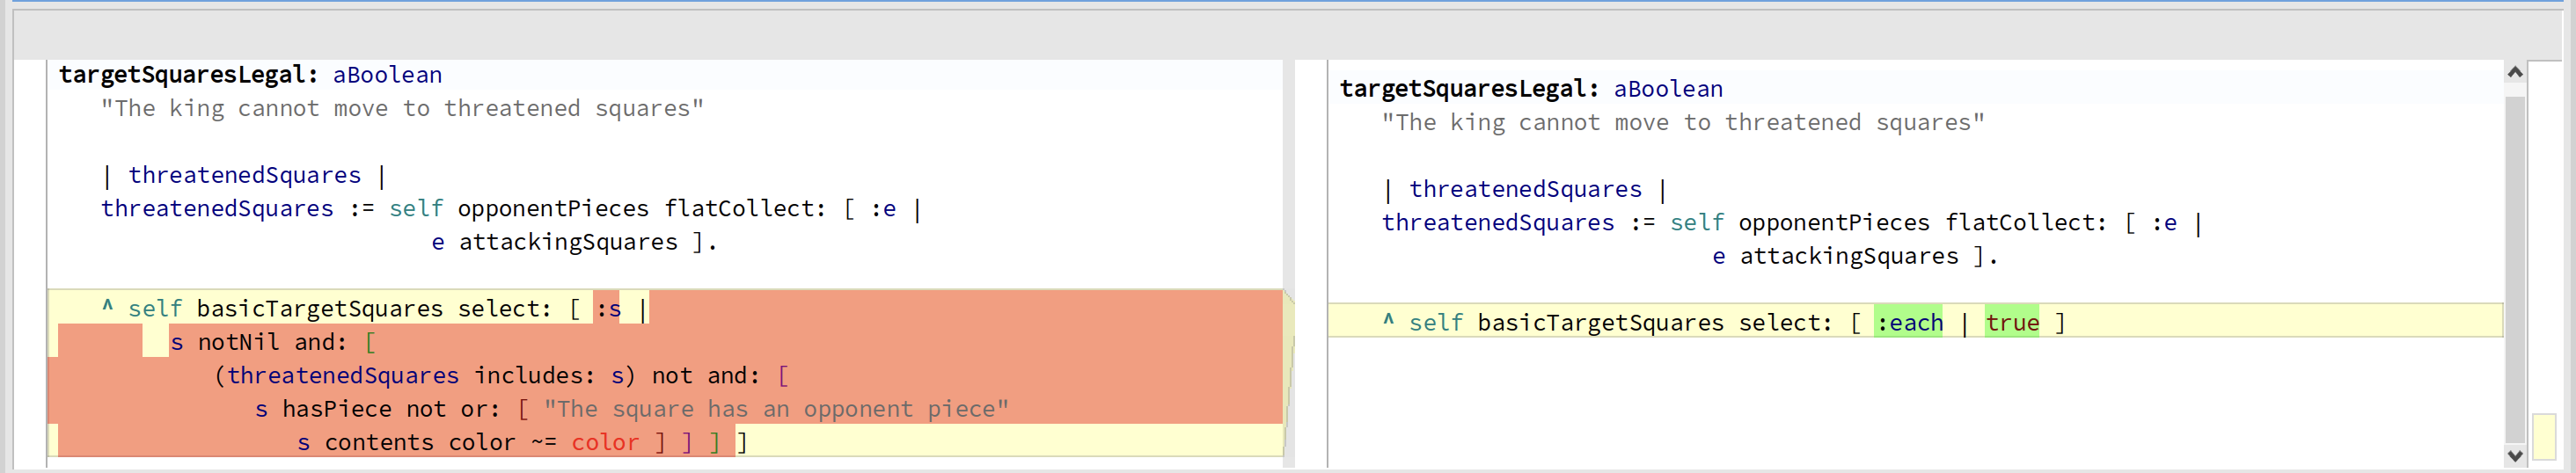 targetSquaresLegal: aBoolean
"The king cannot move to threatened squares"
| threatenedSquares |
threatenedSquares := self opponentPieces flatCollect: [ :e |
e attackingSquares ].
^ self basicTargetSquares select: [ :s |
s notNil and: [
(threatenedSquares includes: s) not and: [
s hasPiece not or: [ "The square has an opponent piece"
s contents color ~= color ] ] ] ]
targetSquaresLegal: aBoolean
"The king cannot move to threatened squares"
| threatenedSquares |
threatenedSquares := self opponentPieces flatCollect: [ :e |
e attackingSquares ].
^ self basicTargetSquares select: [ :each | true ]